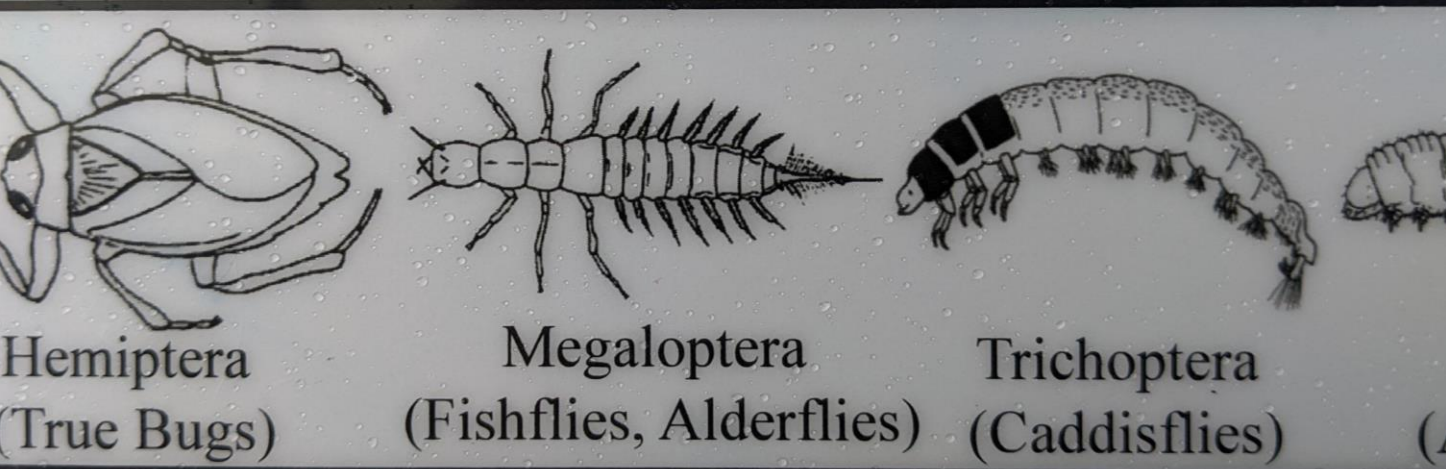 Hemiptera
(True Bugs)
Megaloptera
(Fishflies, Alderflies)
Trichoptera
(Caddisflies)